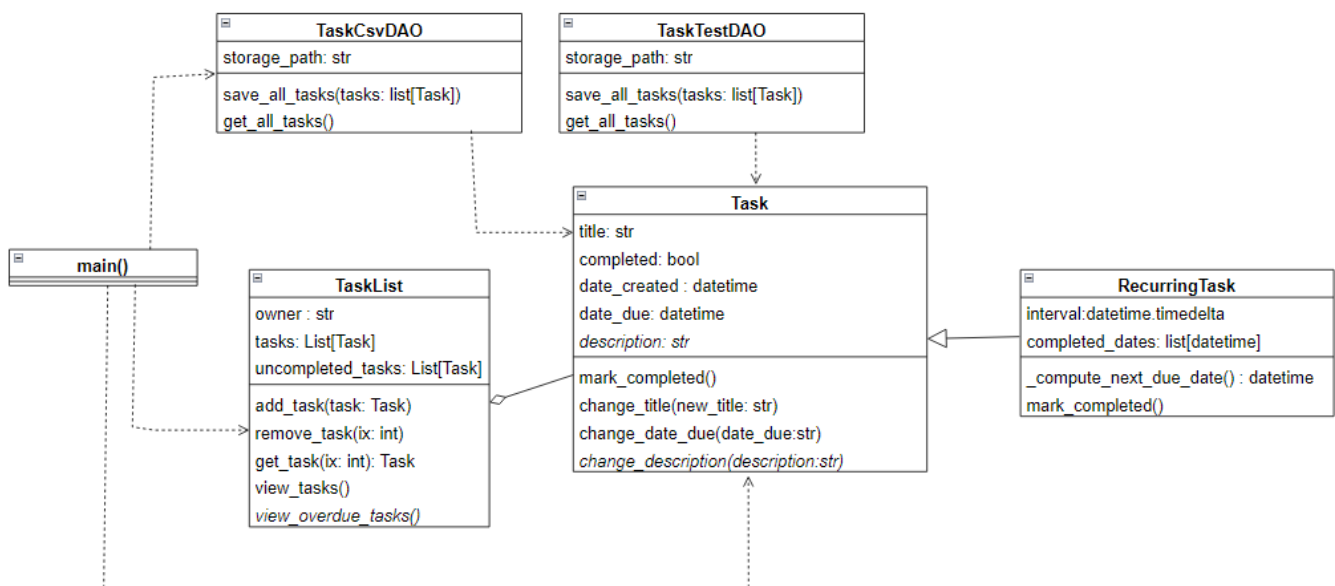 TaskCsvDAO
storage_path: str
save_all_tasks(tasks: list[Task])
get_all_tasks()
TaskTestDAO
storage_path: str
save_all_tasks(tasks: list[Task])
get_all_tasks()
main()
TaskList
owner : str
tasks: List[Task]
uncompleted_tasks: List[Task]
add_task(task: Task)
remove_task(ix: int)
get_task(ix: int): Task
view_tasks()
view_overdue_tasks()
Task
title: str
completed: bool
date_created : datetime
date_due: datetime
description: str
mark_completed()
change_title(new_title: str)
change_date_due(date_due:str)
change_description(description:str)
RecurringTask
interval:datetime.timedelta
completed_dates: list[datetime]
_compute_next_due_date() : datetime
mark_completed()